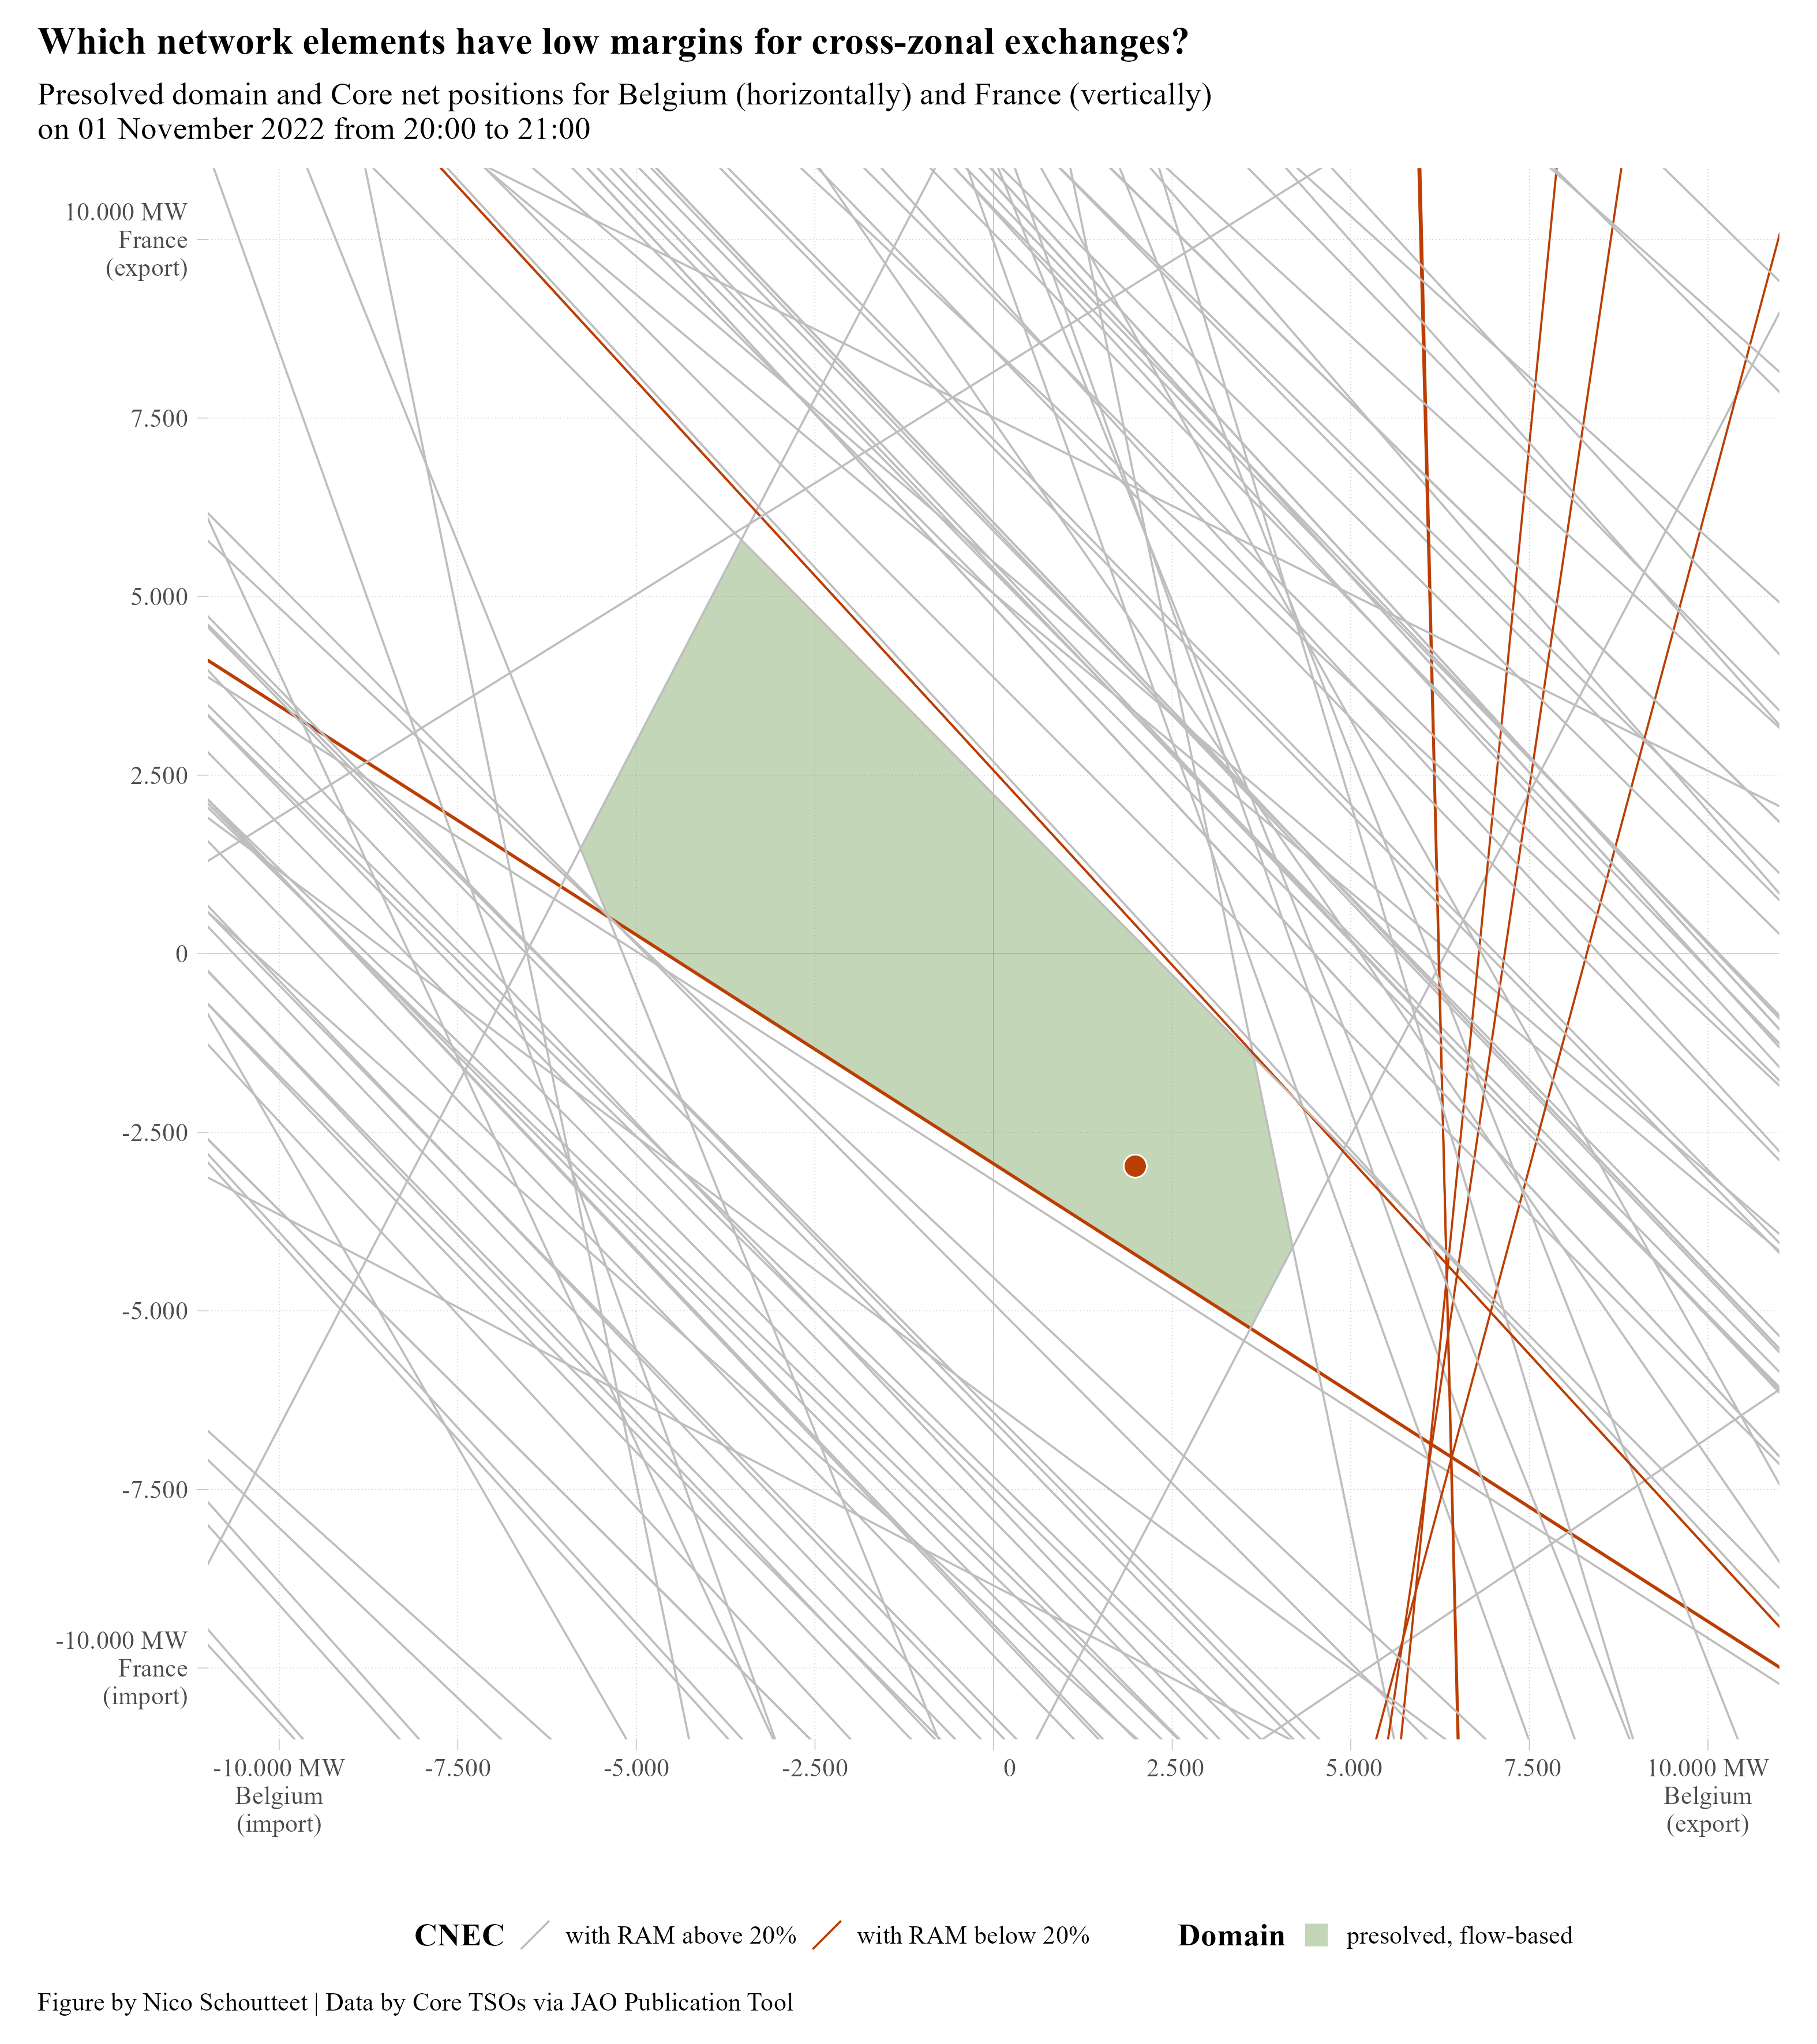 Which network elements have low margins for cross-zonal exchanges?
Presolved domain and Core net positions for Belgium (horizontally) and France (vertically)
on 01 November 2022 from 20:00 to 21:00
10.000 MW
France
(export)
7.500
5.000
2.500
0
-2.500
-5.000
-7.500
-10.000 MW
France
(import)
-10.000 MW
Belgium
(import)
-7.500
-5.000
-2.500
0
2.500
5.000
7.500
10.000 MW
Belgium
(export)
CNEC with RAM above 20% with RAM below 20% Domain presolved, flow-based
Figure by Nico Schoutteet | Data by Core TSOs via JAO Publication Tool